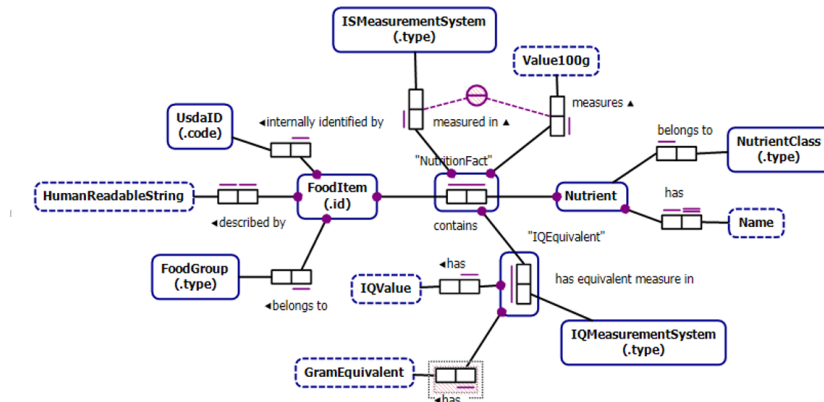 ISMeasurementSystem
(.type)
Value100g
UsdaID
(.code)
◄internally identified by
measured in ▲
measures ▲
belongs to
NutrientClass
(.type)
"NutritionFact"
HumanReadableString
FoodItem
(.id)
Nutrient
has
Name
◄described by
contains
"IQEquivalent"
FoodGroup
(.type)
◄belongs to
◄has
IQValue
has equivalent measure in
IQMeasurementSystem
(.type)
GramEquivalent
◄has